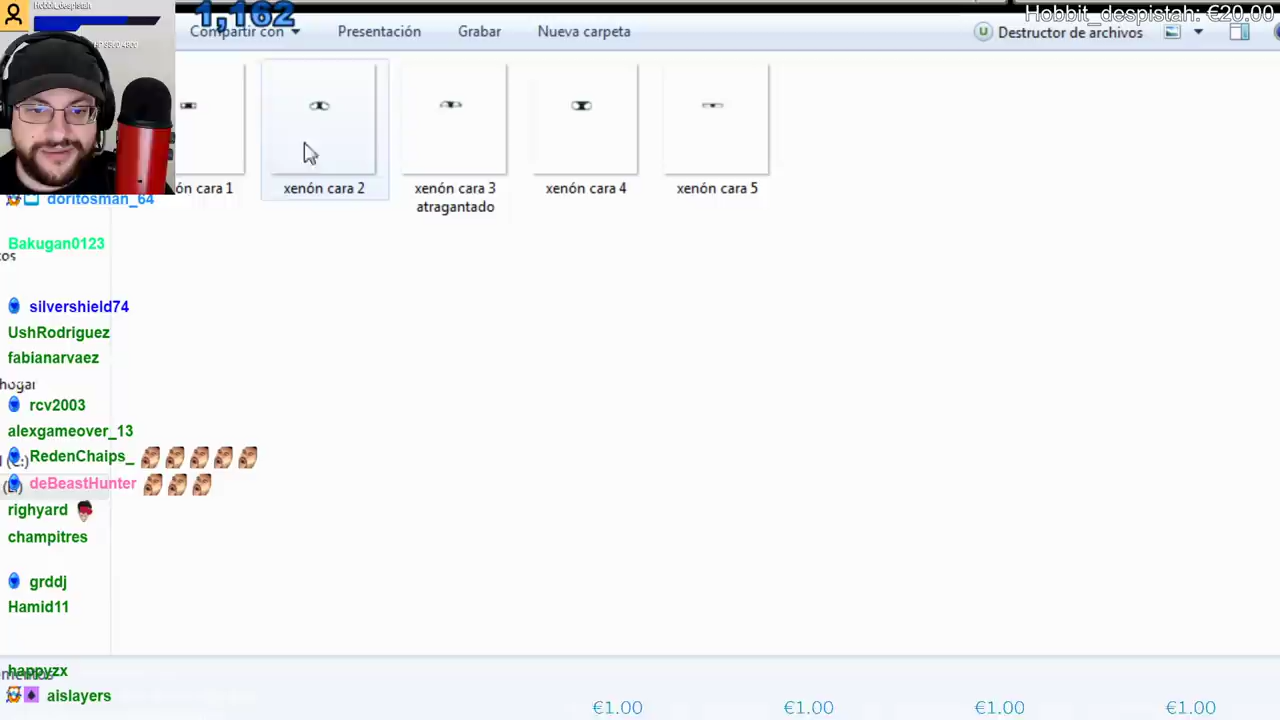 Hobbit_despistah
1,162
Hobbit_despistah: €20.00
Compartir con
Presentación
Grabar
Nueva carpeta
Destructor de archivos
ón cara 1
xenón cara 2
xenón cara 3
atragantado
xenón cara 4
xenón cara 5
doritosman_64
Bakugan0123
cos
silvershield74
UshRodriguez
fabianarvaez
hogar
rcv2003
alexgameover_13
RedenChaips_
deBeastHunter
righyard
champitres
grddj
Hamid11
happyzx
aislayers
€1.00
€1.00
€1.00
€1.00